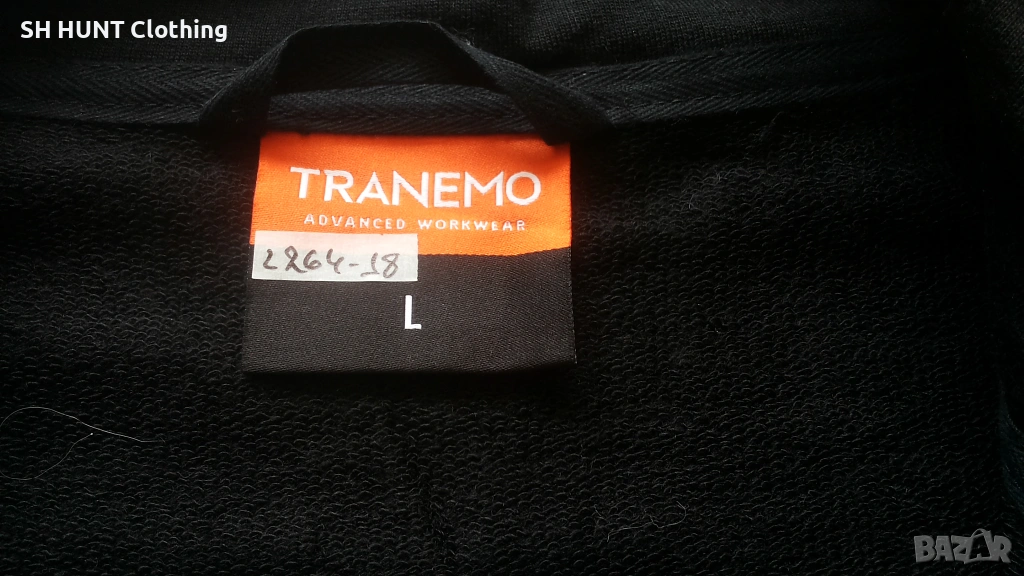 SH HUNT Clothing
TRANEMO
ADVANCED WORKWEAR
2264-18
L
BAZAR